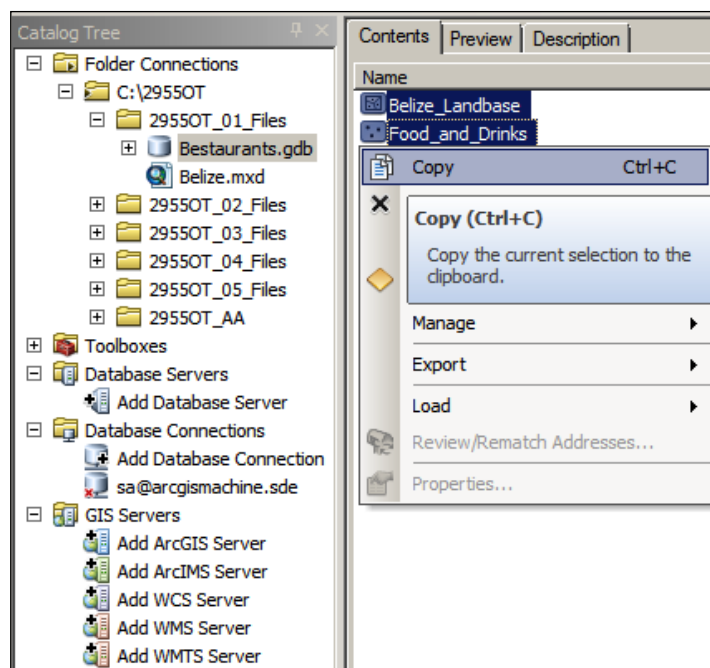 Catalog Tree
Folder Connections
C:\2955OT
2955OT_01_Files
Bestaurants.gdb
Belize.mxd
2955OT_02_Files
2955OT_03_Files
2955OT_04_Files
2955OT_05_Files
2955OT_AA
Toolboxes
Database Servers
Add Database Server
Database Connections
Add Database Connection
sa@arcgismachine.sde
GIS Servers
Add ArcGIS Server
Add ArcIMS Server
Add WCS Server
Add WMS Server
Add WMTS Server
Contents Preview Description
Name
Belize_Landbase
Food_and_Drinks
Copy Ctrl+C
Copy (Ctrl+C)
Copy the current selection to the
clipboard.
Manage
Export
Load
Review/Rematch Addresses...
Properties...